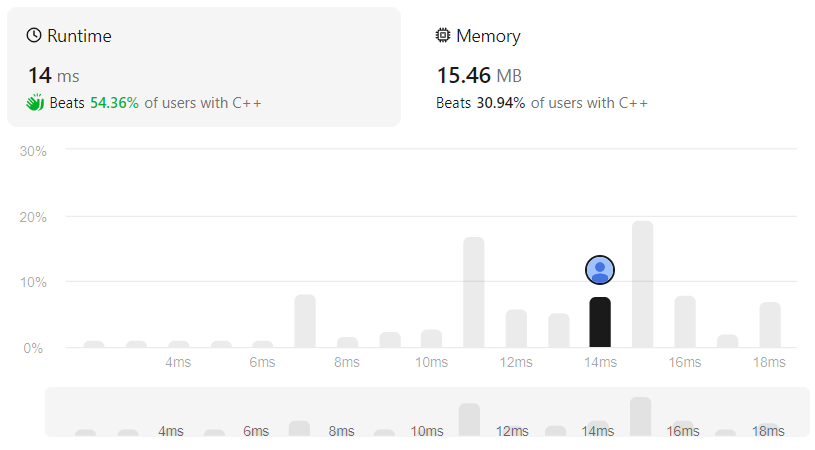 Runtime
14 ms
Beats 54.36% of users with C++
Memory
15.46 MB
Beats 30.94% of users with C++
30%
20%
10%
0%
4ms 6ms 8ms 10ms 12ms 14ms 16ms 18ms
4ms 6ms 8ms 10ms 12ms 14ms 16ms 18ms